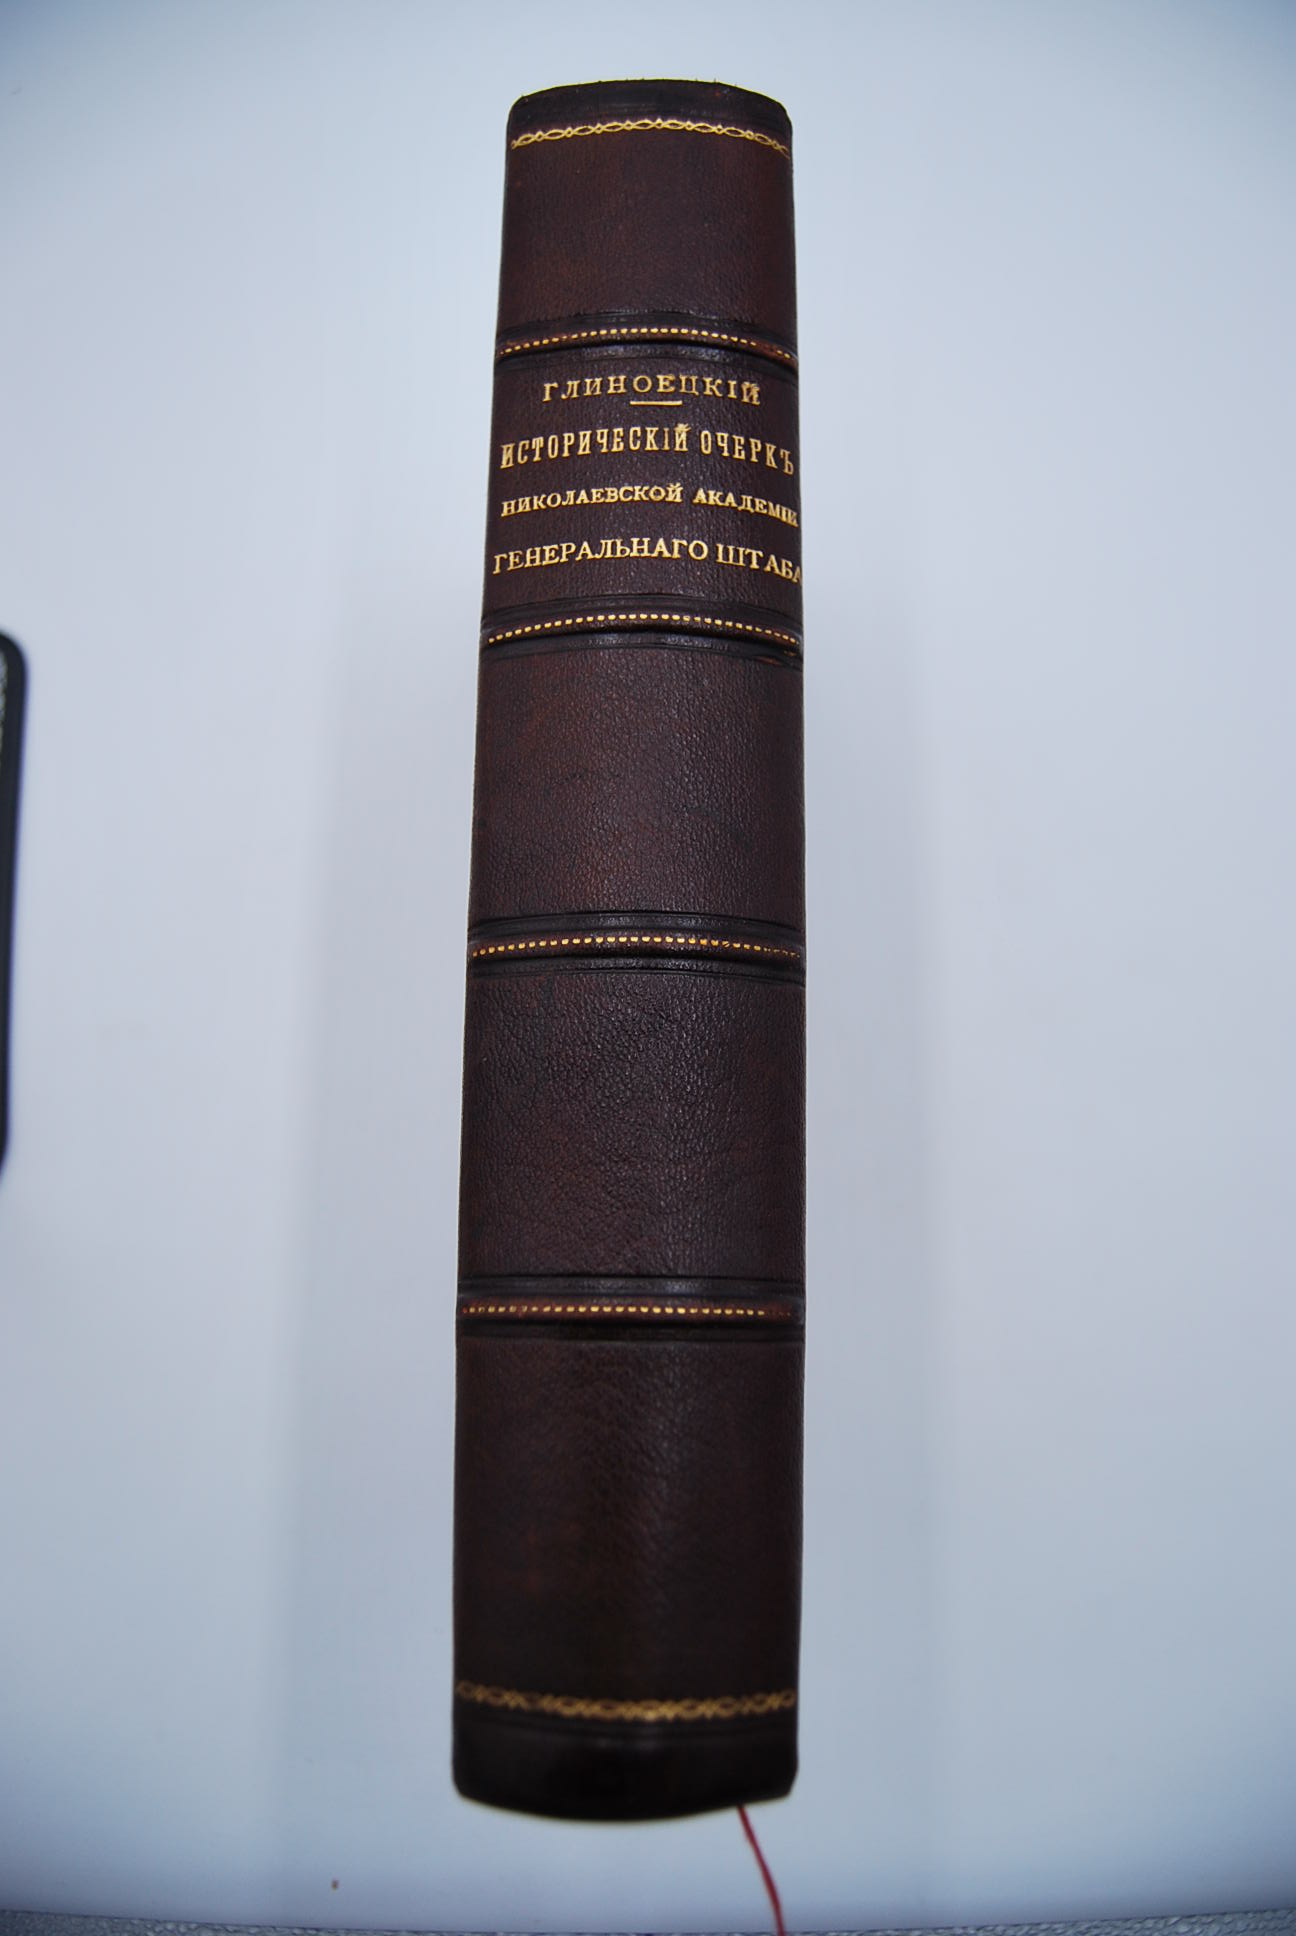 ГЛИНОЕЦКІЙ
ИСТОРИЧЕСКІЙ ОЧЕРКЪ
НИКОЛАЕВСКОЙ АКАДЕМІИ
ГЕНЕРАЛЬНАГО ШТАБА